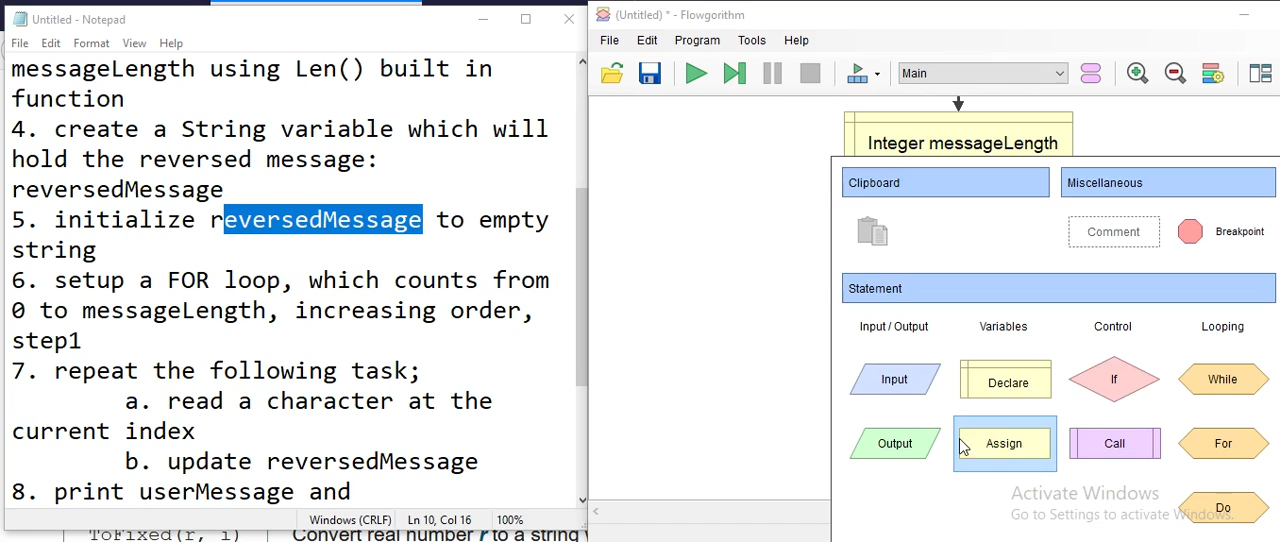 Untitled - Notepad
File Edit Format View Help
messageLength using Len() built in
function
4. create a String variable which will
hold the reversed message:
reversedMessage
5. initialize reversedMessage to empty
string
6. setup a FOR loop, which counts from
0 to messageLength, increasing order,
step1
7. repeat the following task;
a. read a character at the
current index
b. update reversedMessage
8. print userMessage and
Windows (CRLF) Ln 10, Col 16 100%
ToFixed(r, i) Convert real number r to a string
(Untitled) * - Flowgorithm
File Edit Program Tools Help
Main
Integer messageLength
Clipboard Miscellaneous
Comment Breakpoint
Statement
Input / Output Variables Control Looping
Input Declare If While
Output Assign Call For
Do
Activate Windows
Go to Settings to activate Windows.